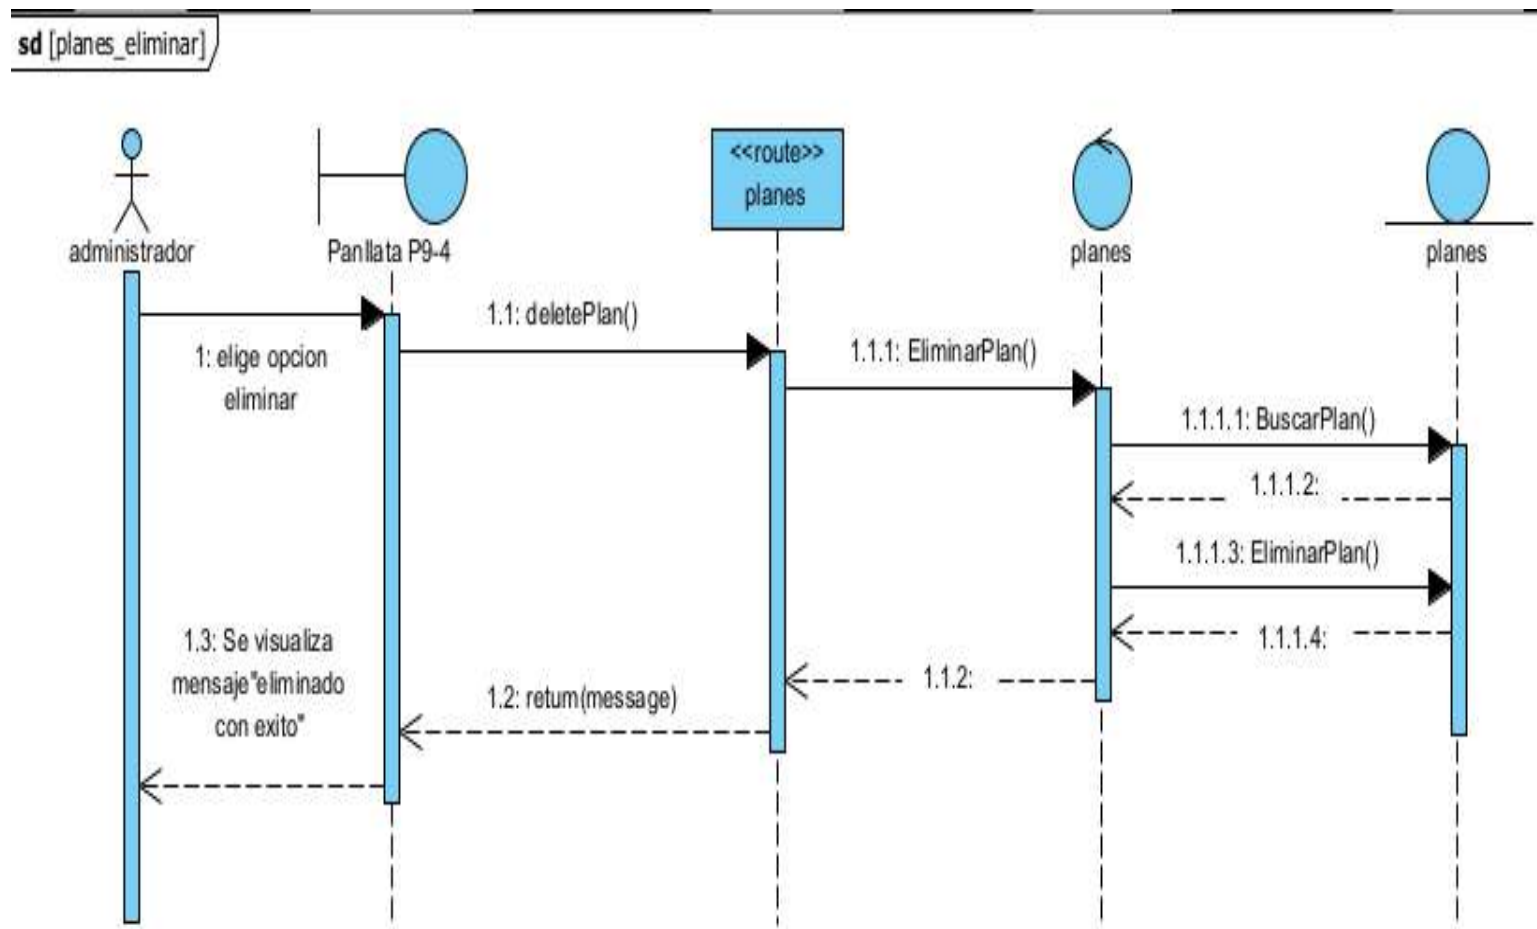 sd [planes_eliminar]
<<route>>
planes
administrador
Panllata P9-4
planes
planes
1.1: deletePlan()
1: elige opcion
eliminar
1.1.1: EliminarPlan()
1.1.1.1: BuscarPlan()
1.1.1.2:
1.1.1.3: EliminarPlan()
1.1.1.4:
1.3: Se visualiza
mensaje"eliminado
con exito"
1.1.2:
1.2: return(message)